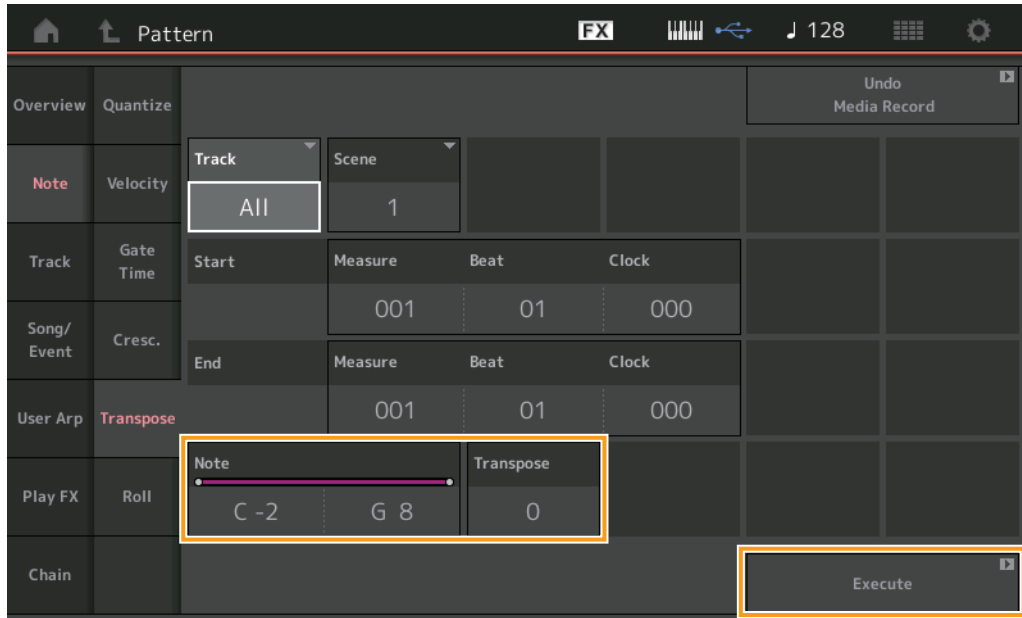 Pattern
FX
♩ 128
Overview
Quantize
Undo
Media Record
Note
Velocity
Track
Scene
All
1
Track
Gate
Time
Start
Measure
Beat
Clock
001
01
000
Song/
Event
Cresc.
End
Measure
Beat
Clock
001
01
000
User Arp
Transpose
Note
Transpose
C -2
G 8
0
Play FX
Roll
Chain
Execute